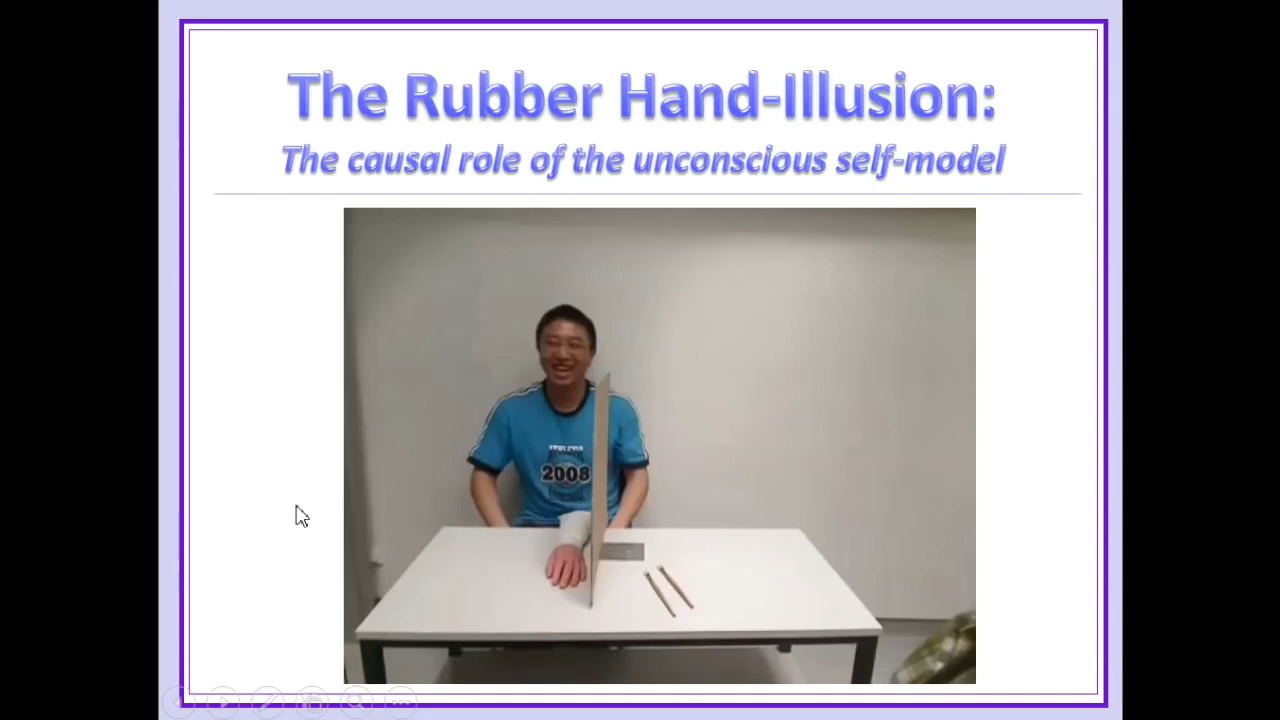 The Rubber Hand-Illusion:
The causal role of the unconscious self-model
2008